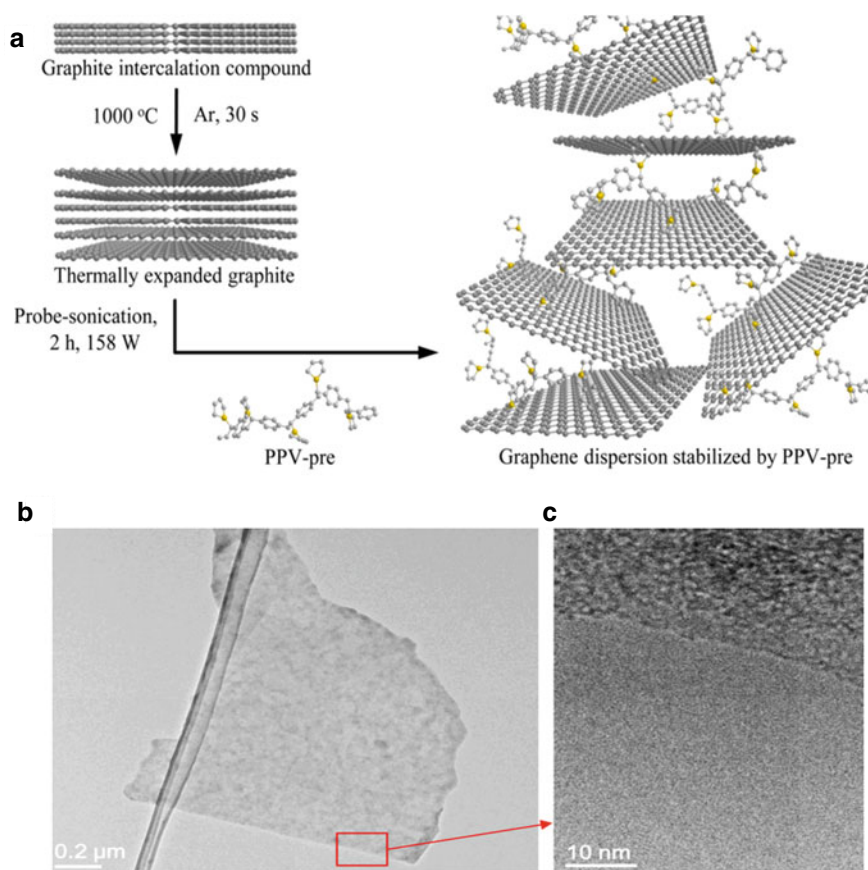 a
Graphite intercalation compound
1000 °C
Ar, 30 s
Thermally expanded graphite
Probe-sonication,
2 h, 158 W
PPV-pre
Graphene dispersion stabilized by PPV-pre
b
0.2 μm
c
10 nm